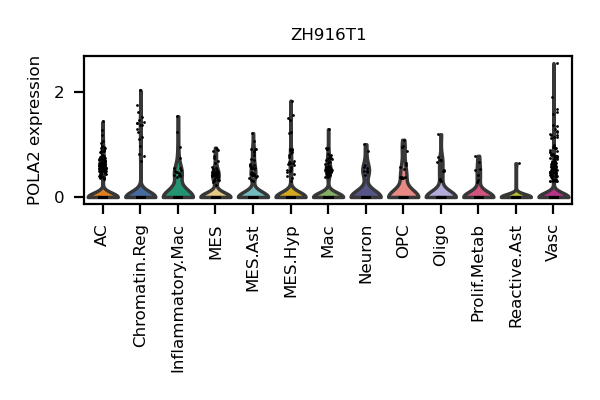 ZH916T1
POLA2 expression
2
0
AC
Chromatin.Reg
Inflammatory.Mac
MES
MES.Ast
MES.Hyp
Mac
Neuron
OPC
Oligo
Prolif.Metab
Reactive.Ast
Vasc